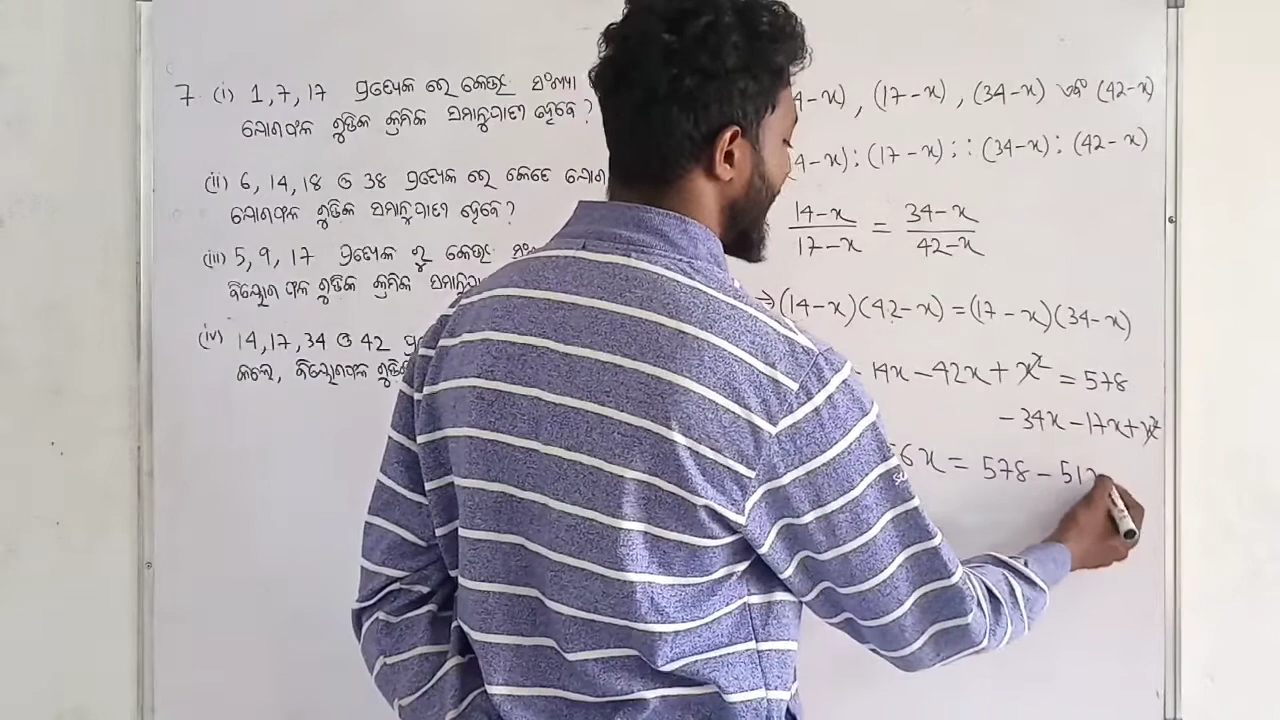 7 (i) 1, 7, 17 ପ୍ରତ୍ୟେକ ରେ କେଉଁ ସଂଖ୍ୟା
ଯୋଗଫଳ ଗୁଡିକ କ୍ରମିକ ସମାନୁପାତୀ ହେବେ ?
(ii) 6, 14, 18 ଓ 38 ପ୍ରତ୍ୟେକ ରେ କେତେ ଯୋଗ
ଯୋଗଫଳ ଗୁଡିକ ସମାନୁପାତୀ ହେବେ ?
(iii) 5, 9, 17 ପ୍ରତ୍ୟେକ ରୁ କେଉଁ
ବିୟୋଗ ଫଳ ଗୁଡିକ କ୍ରମିକ
(iv) 14, 17, 34 ଓ 42
କଲେ, ବିୟୋଗଫଳ
4-x), (17-x), (34-x) ଏବଂ (42-x)
4-x) : (17-x) : : (34-x) : (42-x)
14-x / 17-x = 34-x / 42-x
⇒ (14-x)(42-x) = (17-x)(34-x)
14x - 42x + x² = 578
- 34x - 17x + x²
6x = 578 - 51